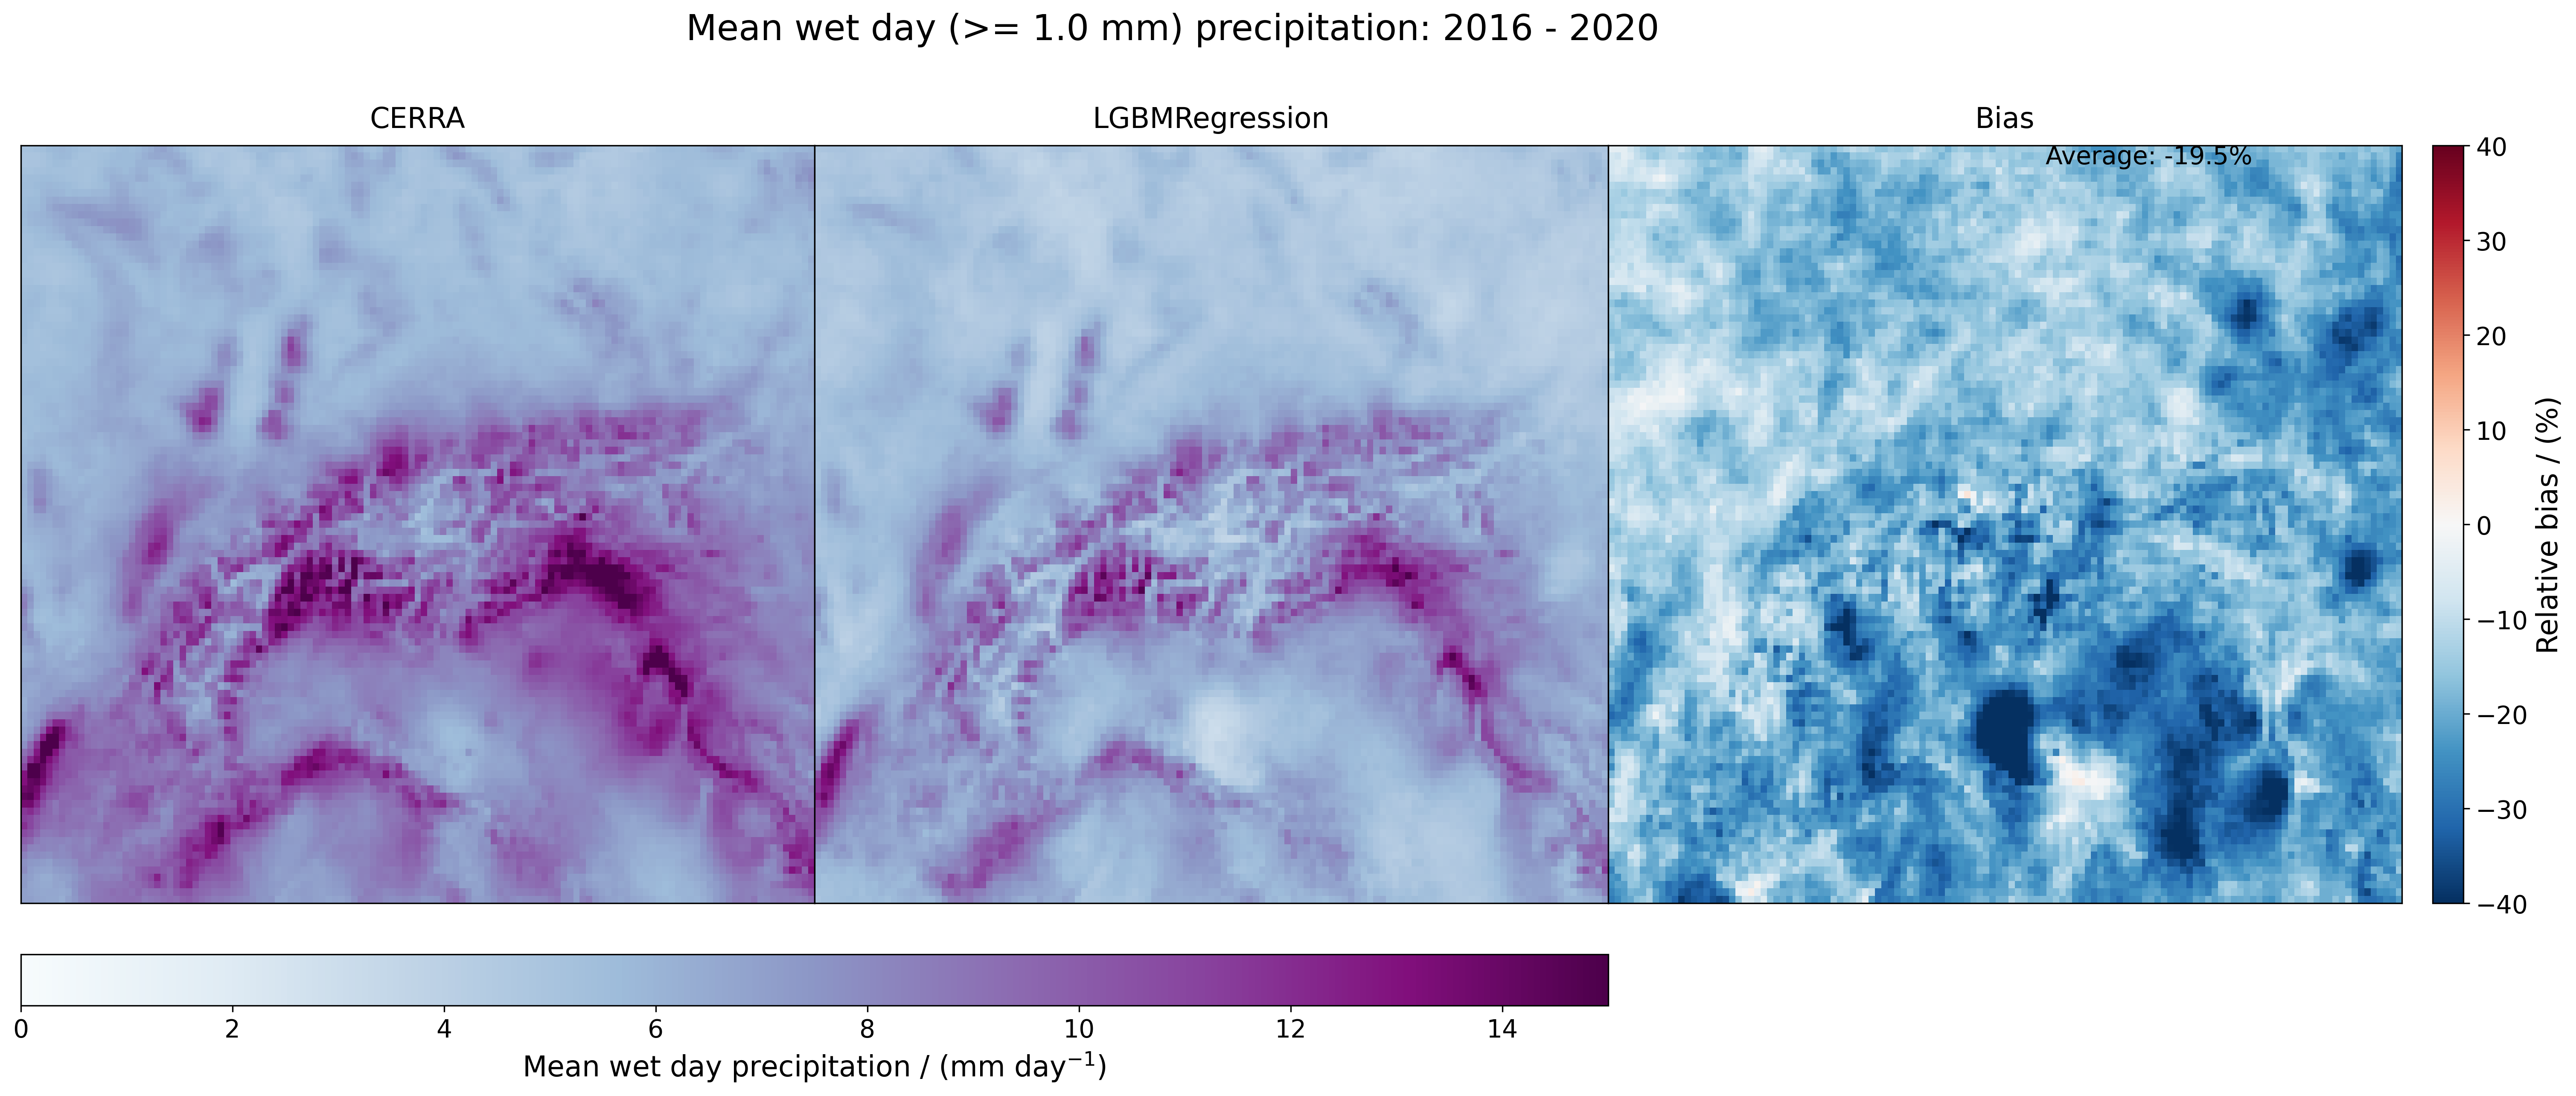 Mean wet day (>= 1.0 mm) precipitation: 2016 - 2020
CERRA
LGBMRegression
Bias
Average: -19.5%
40
30
20
10
0
−10
−20
−30
−40
Relative bias / (%)
0 2 4 6 8 10 12 14
Mean wet day precipitation / (mm day⁻¹)